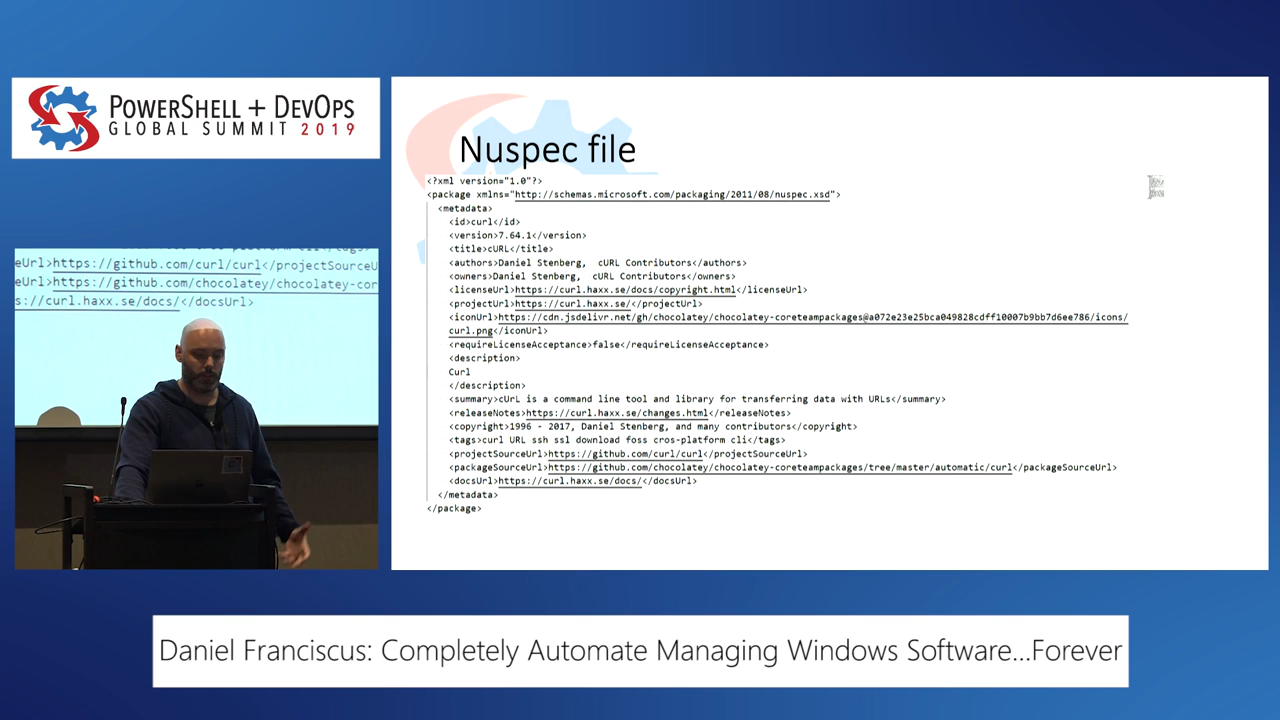 POWERSHELL + DEVOPS
GLOBAL SUMMIT 2019
Nuspec file
<?xml version="1.0"?>
<package xmlns="http://schemas.microsoft.com/packaging/2011/08/nuspec.xsd">
<metadata>
<id>curl</id>
<version>7.64.1</version>
<title>cURL</title>
<authors>Daniel Stenberg,  cURL Contributors</authors>
<owners>Daniel Stenberg,  cURL Contributors</owners>
<licenseUrl>https://curl.haxx.se/docs/copyright.html</licenseUrl>
<projectUrl>https://curl.haxx.se/</projectUrl>
<iconUrl>https://cdn.jsdelivr.net/gh/chocolatey/chocolatey-coreteampackages@a072e23e25bca049828cdff10007b9bb7d6ee786/icons/
curl.png</iconUrl>
<requireLicenseAcceptance>false</requireLicenseAcceptance>
<description>
Curl
</description>
<summary>cUrL is a command line tool and library for transferring data with URLs</summary>
<releaseNotes>https://curl.haxx.se/changes.html</releaseNotes>
<copyright>1996 - 2017, Daniel Stenberg, and many contributors</copyright>
<tags>curl URL ssh ssl download foss cros-platform cli</tags>
<projectSourceUrl>https://github.com/curl/curl</projectSourceUrl>
<packageSourceUrl>https://github.com/chocolatey/chocolatey-coreteampackages/tree/master/automatic/curl</packageSourceUrl>
<docsUrl>https://curl.haxx.se/docs/</docsUrl>
</metadata>
</package>
eUrl>https://github.com/curl/curl</projectSourceU
eUrl>https://github.com/chocolatey/chocolatey-cor
s://curl.haxx.se/docs/</docsUrl>
Daniel Franciscus: Completely Automate Managing Windows Software...Forever